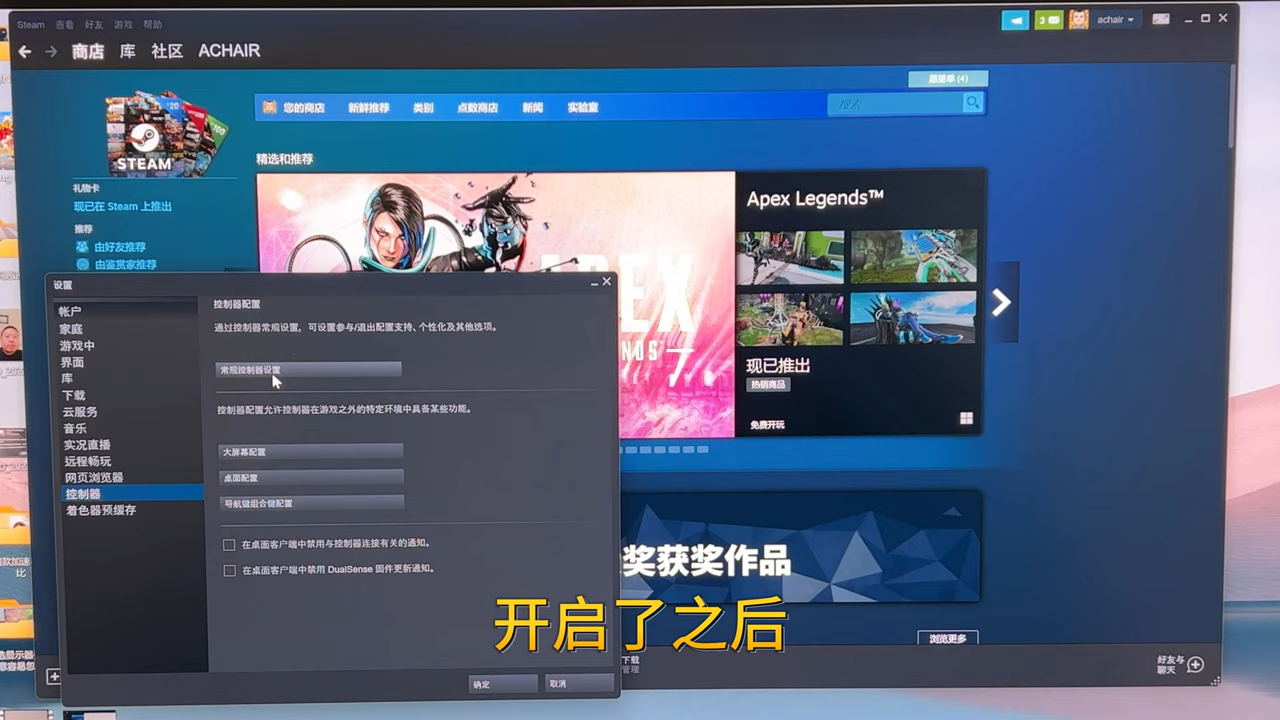 Steam 查看 好友 游戏 帮助
3 achair
商店 库 社区 ACHAIR
愿望单 (4)
您的商店 新鲜推荐 类别 点数商店 新闻 实验室 搜索
$20
$100
STEAM
精选和推荐
礼物卡
现已在 Steam 上推出
推荐
由好友推荐
由鉴赏家推荐
Apex Legends™
现已推出
热销商品
免费开玩
设置
帐户
家庭
游戏中
界面
库
下载
云服务
音乐
实况直播
远程畅玩
网页浏览器
控制器
着色器预缓存
控制器配置
通过控制器常规设置，可设置参与/退出配置支持、个性化及其他选项。
常规控制器设置
控制器配置允许控制器在游戏之外的特定环境中具备某些功能。
大屏幕配置
桌面配置
导航键组合键配置
在桌面客户端中禁用与控制器连接有关的通知。
在桌面客户端中禁用 DualSense 固件更新通知。
确定 取消
奖获奖作品
浏览更多
下载
管理
好友与
聊天
开启了之后